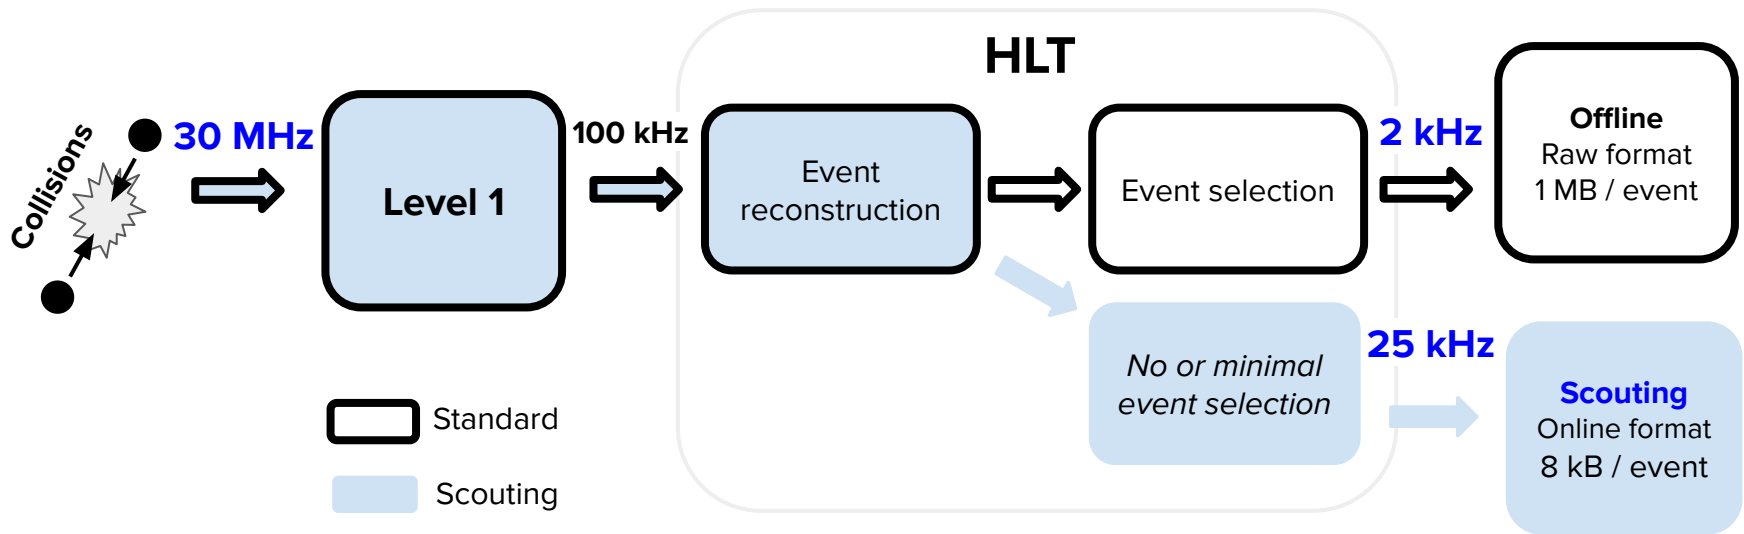 HLT
Collisions
30 MHz
Level 1
100 kHz
Event
reconstruction
Event selection
2 kHz
Offline
Raw format
1 MB / event
No or minimal
event selection
25 kHz
Scouting
Online format
8 kB / event
Standard
Scouting